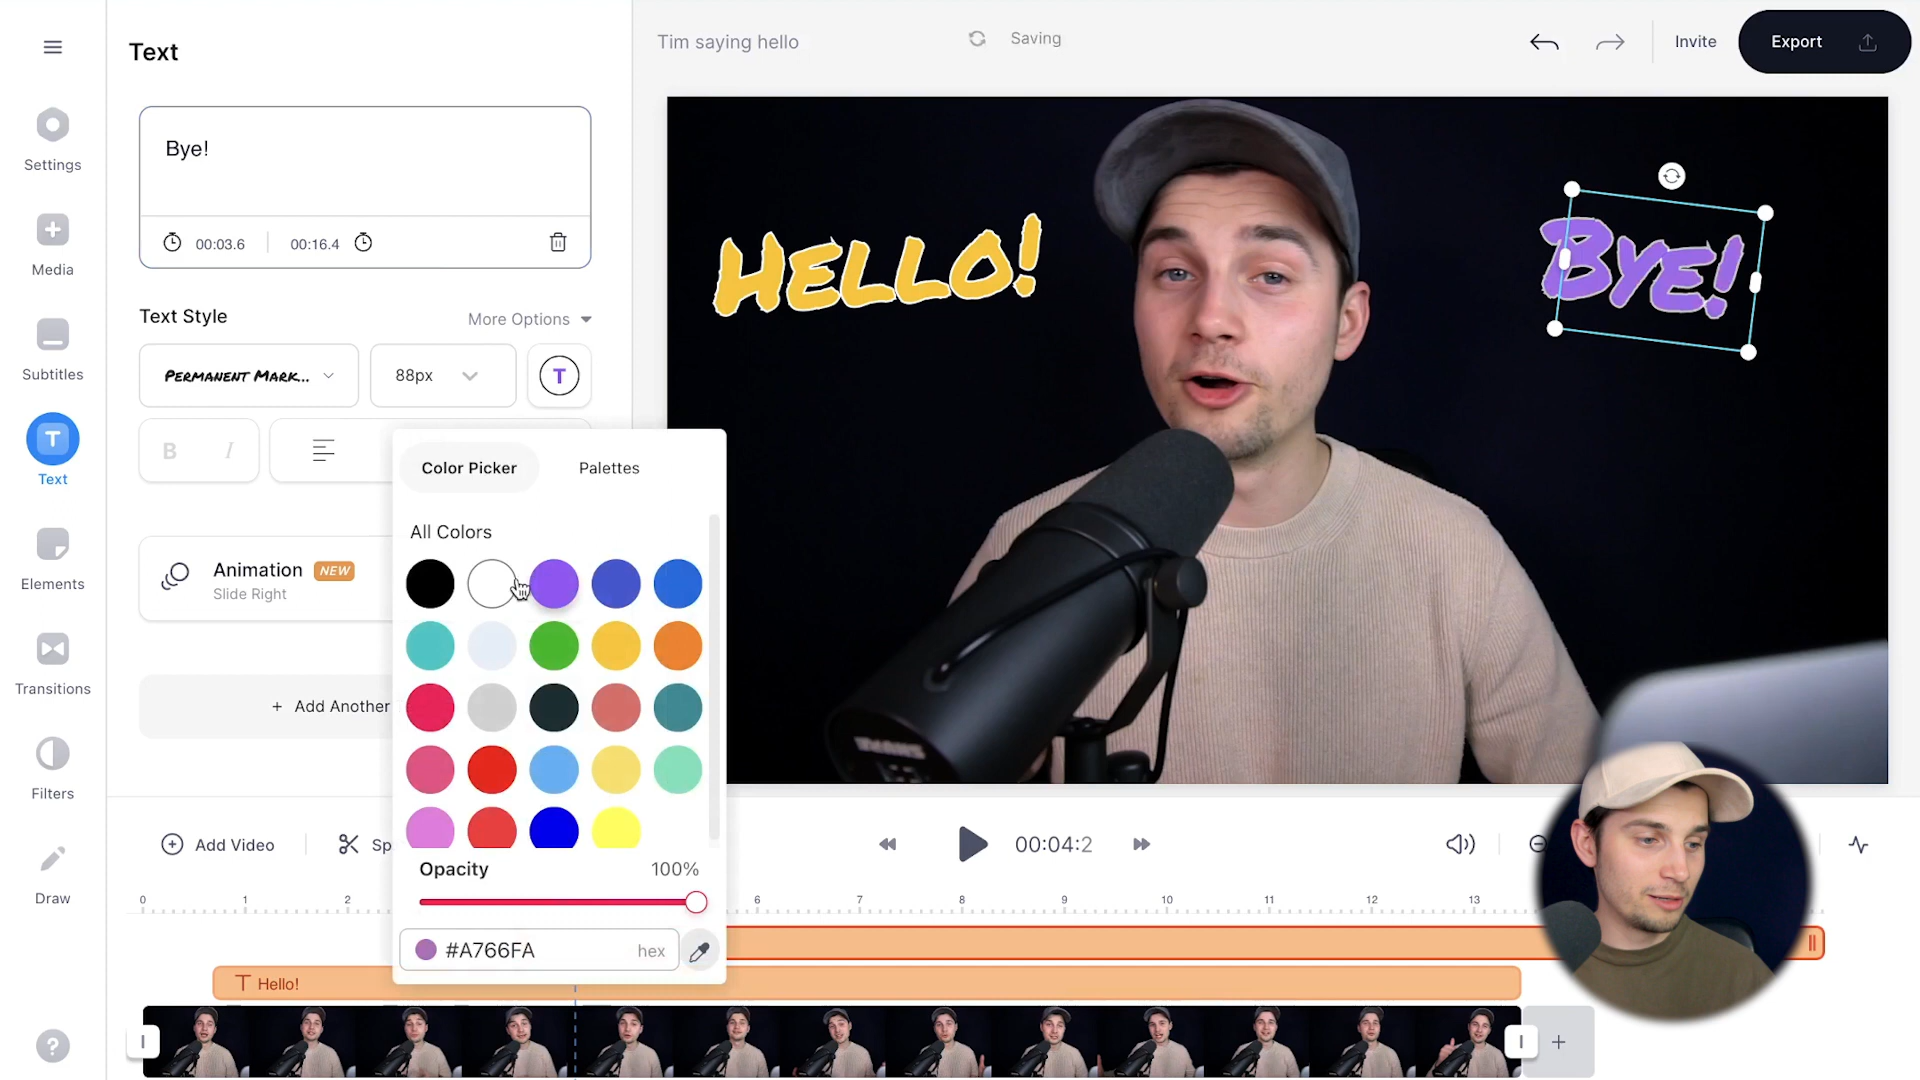 Text
Tim saying hello
Saving
Invite
Export
Settings
Media
Subtitles
Text
Elements
Transitions
Filters
Draw
?
Bye!
00:03.6
00:16.4
Text Style
More Options
Permanent Mark...
88px
T
B I
Animation NEW
Slide Right
+ Add Another
Color Picker
Palettes
All Colors
Opacity 100%
#A766FA hex
Hello!
Bye!
Add Video
Sp
00:04:2
0 1 2 6 7 8 9 10 11 12 13
T Hello!